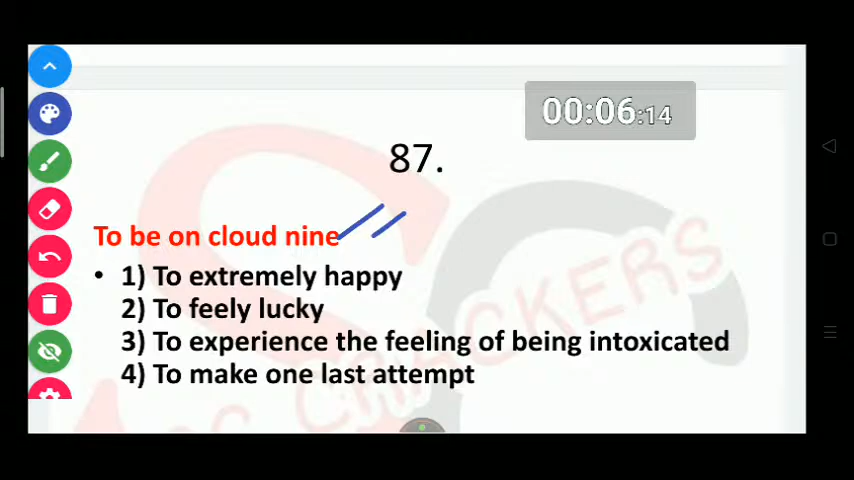 00:06:14
87.
To be on cloud nine
• 1) To extremely happy
2) To feely lucky
3) To experience the feeling of being intoxicated
4) To make one last attempt
CRACKERS